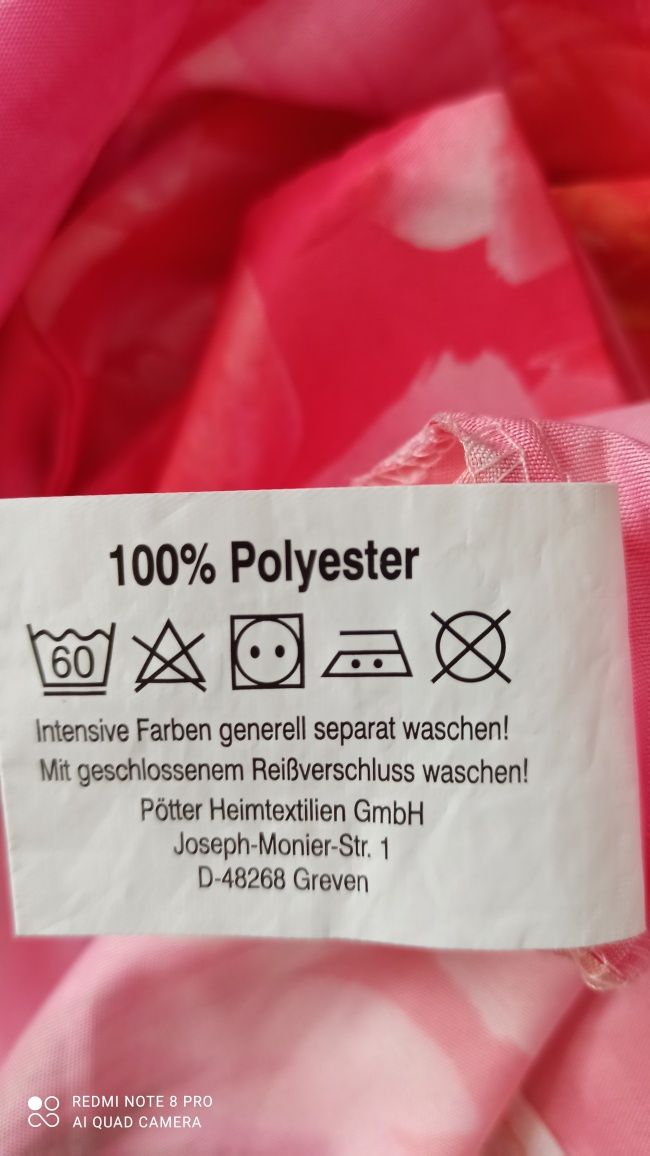 100% Polyester
60
Intensive Farben generell separat waschen!
Mit geschlossenem Reißverschluss waschen!
Pötter Heimtextilien GmbH
Joseph-Monier-Str. 1
D-48268 Greven
REDMI NOTE 8 PRO
AI QUAD CAMERA